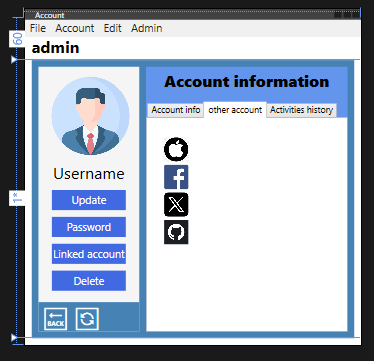 Account
File Account Edit Admin
admin
Account information
Account info other account Activities history
Username
Update
Password
Linked account
Delete
BACK
60
1*